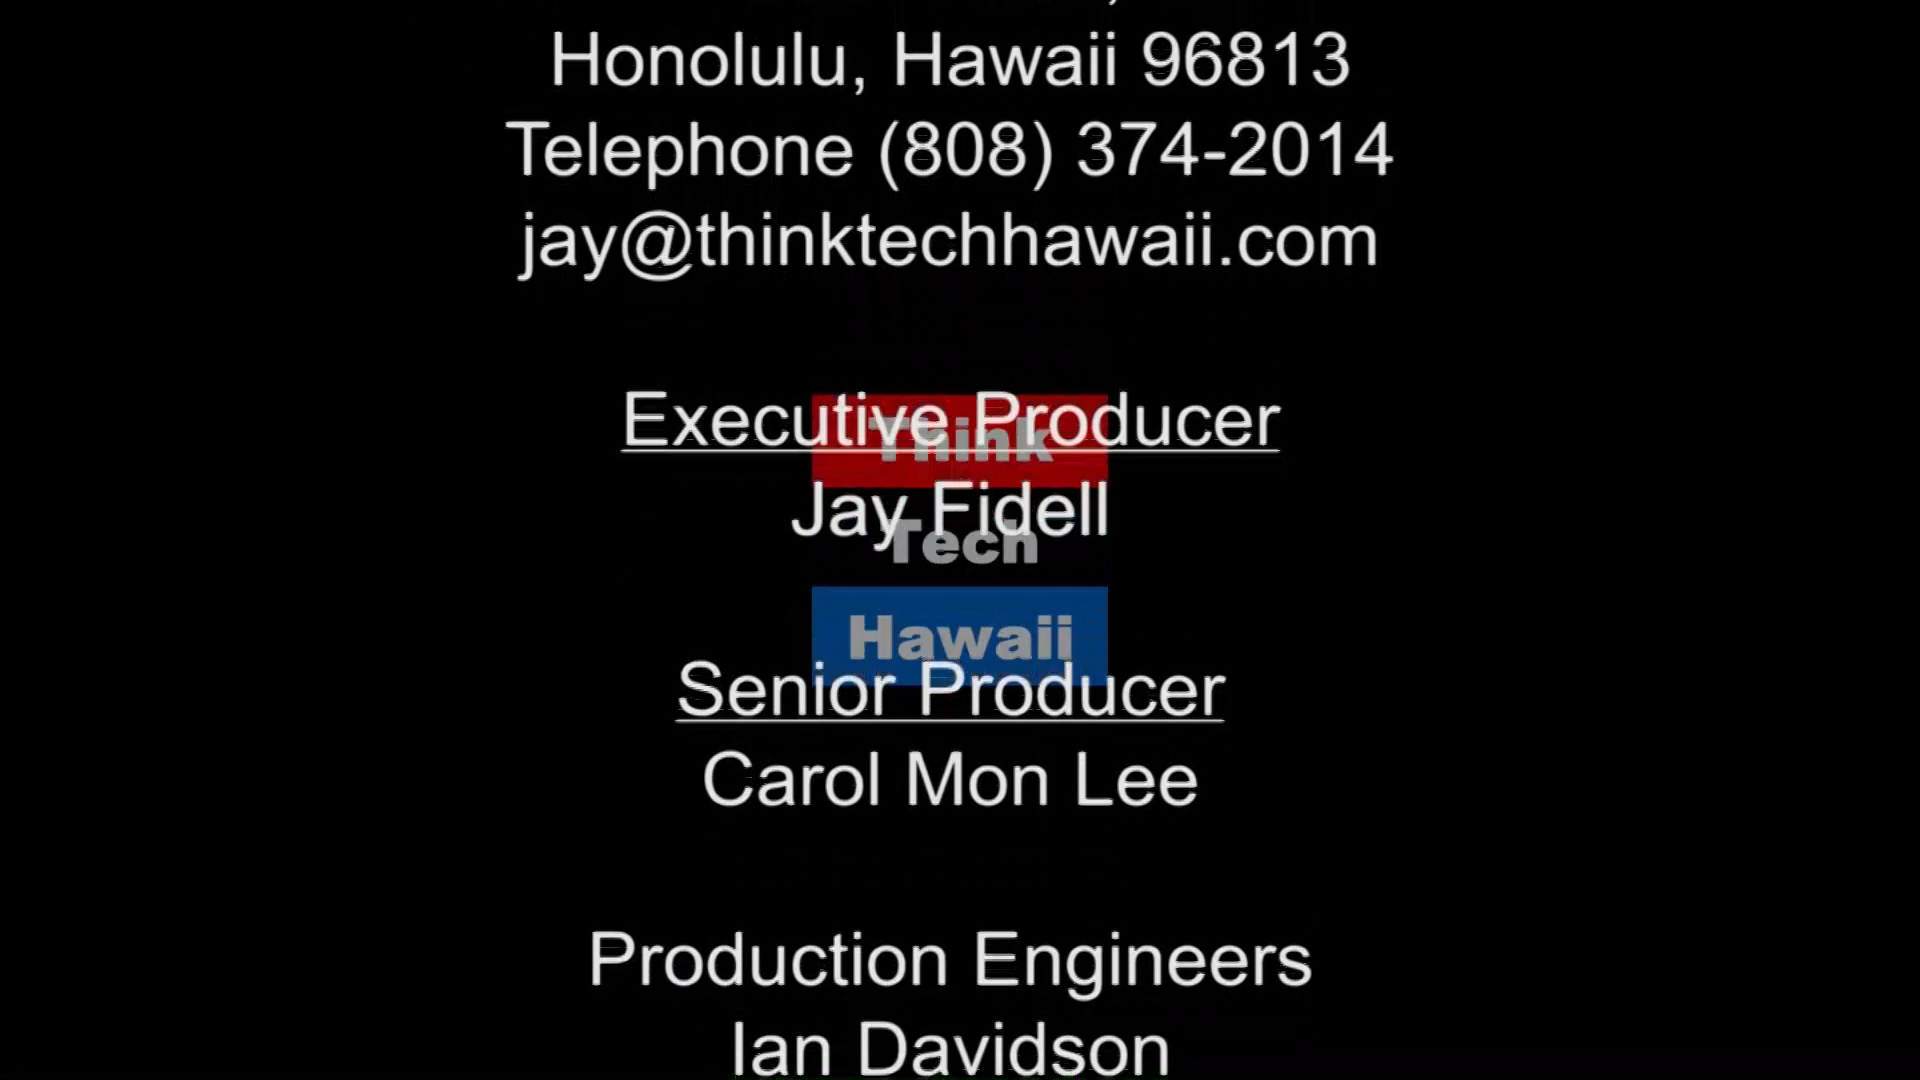 Honolulu, Hawaii 96813
Telephone (808) 374-2014
jay@thinktechhawaii.com
Executive Producer
Think
Jay Fidell
Tech
Hawaii
Senior Producer
Carol Mon Lee
Production Engineers
Ian Davidson